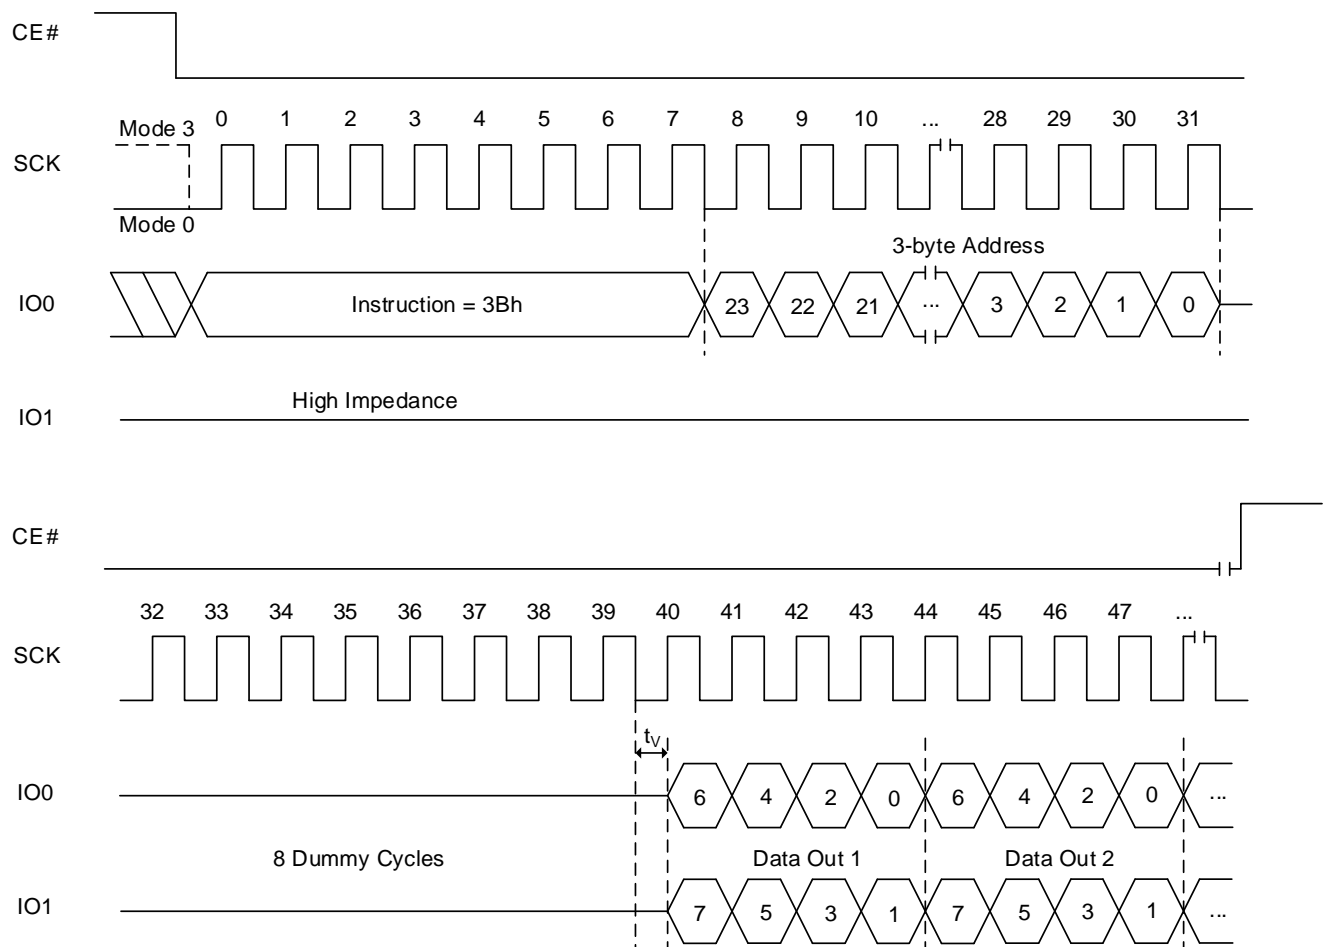 CE#
Mode 3 0 1 2 3 4 5 6 7 8 9 10 ... 28 29 30 31
SCK
Mode 0
3-byte Address
IO0 Instruction = 3Bh 23 22 21 ... 3 2 1 0
High Impedance
IO1
CE#
32 33 34 35 36 37 38 39 40 41 42 43 44 45 46 47 ...
SCK
tV
IO0 6 4 2 0 6 4 2 0 ...
8 Dummy Cycles Data Out 1 Data Out 2
IO1 7 5 3 1 7 5 3 1 ...